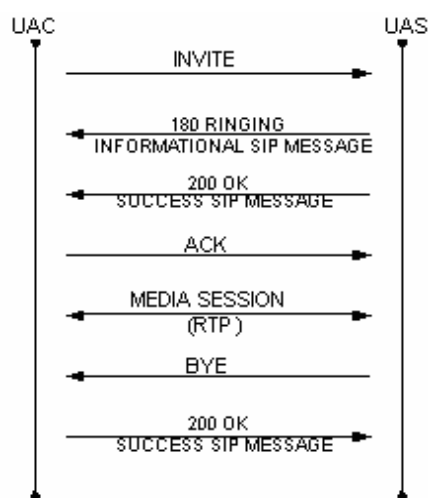 UAC UAS
INVITE
180 RINGING
INFORMATIONAL SIP MESSAGE
200 OK
SUCCESS SIP MESSAGE
ACK
MEDIA SESSION
(RTP)
BYE
200 OK
SUCCESS SIP MESSAGE